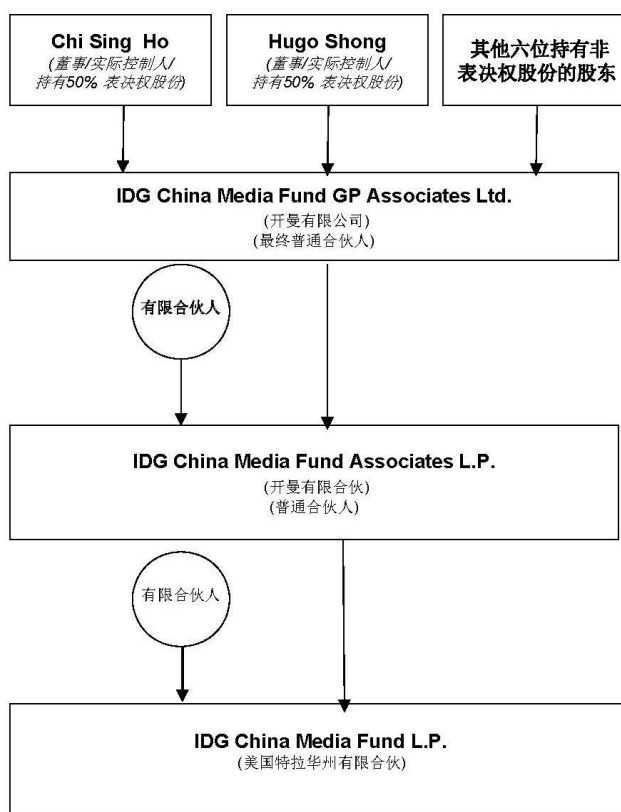 Chi Sing Ho
(董事/实际控制人/
持有50% 表决权股份)
Hugo Shong
(董事/实际控制人/
持有50% 表决权股份)
其他六位持有非
表决权股份的股东
IDG China Media Fund GP Associates Ltd.
(开曼有限公司)
(最终普通合伙人)
有限合伙人
IDG China Media Fund Associates L.P.
(开曼有限合伙)
(普通合伙人)
有限合伙人
IDG China Media Fund L.P.
(美国特拉华州有限合伙)